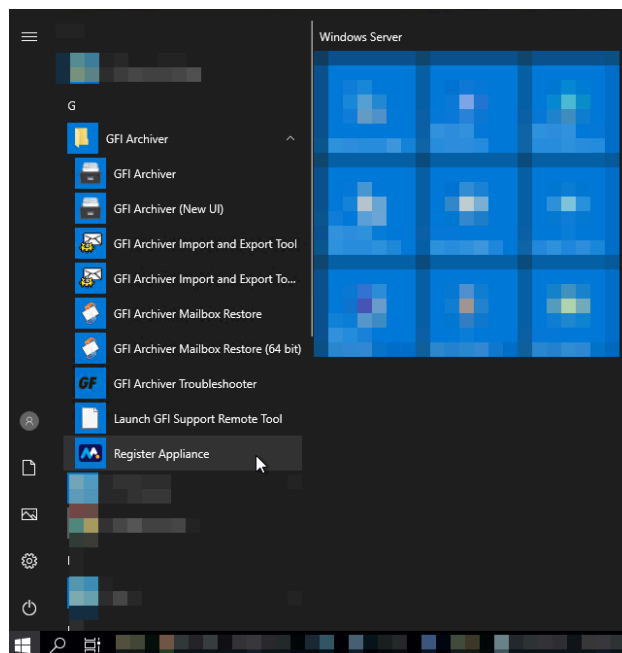 Windows Server
G
GFI Archiver
GFI Archiver
GFI Archiver (New UI)
GFI Archiver Import and Export Tool
GFI Archiver Import and Export To...
GFI Archiver Mailbox Restore
GFI Archiver Mailbox Restore (64 bit)
GF GFI Archiver Troubleshooter
Launch GFI Support Remote Tool
Register Appliance
I